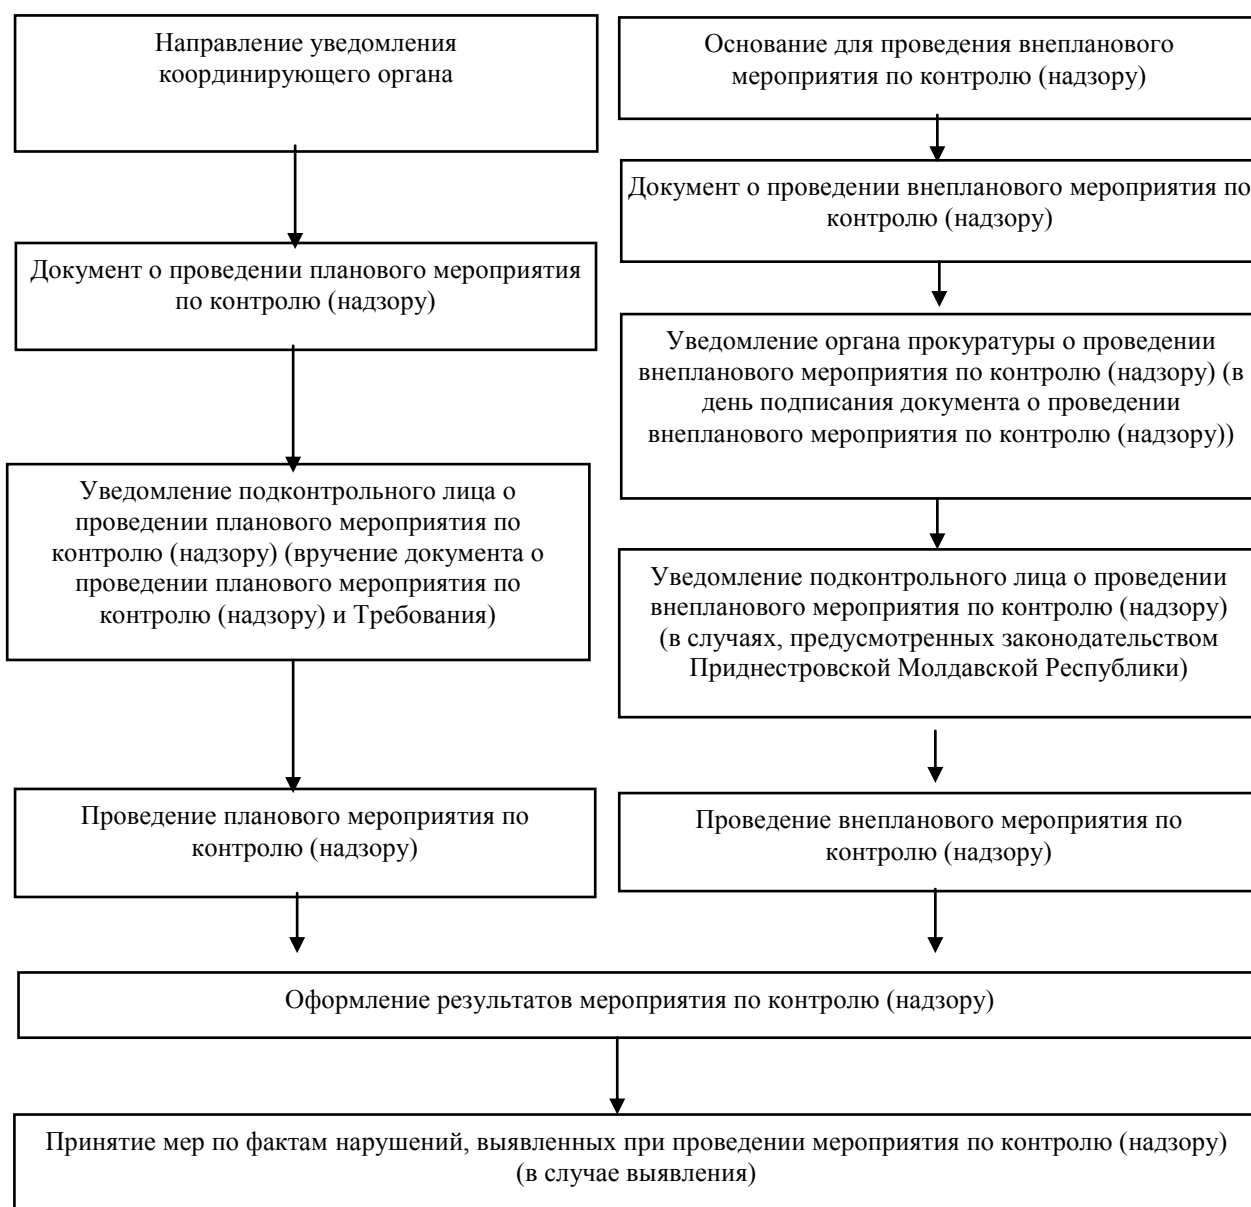 Направление уведомления
координирующего органа
Документ о проведении планового мероприятия
по контролю (надзору)
Уведомление подконтрольного лица о
проведении планового мероприятия по
контролю (надзору) (вручение документа о
проведении планового мероприятия по
контролю (надзору) и Требования)
Проведение планового мероприятия по
контролю (надзору)
Основание для проведения внепланового
мероприятия по контролю (надзору)
Документ о проведении внепланового мероприятия по
контролю (надзору)
Уведомление органа прокуратуры о проведении
внепланового мероприятия по контролю (надзору) (в
день подписания документа о проведении
внепланового мероприятия по контролю (надзору))
Уведомление подконтрольного лица о проведении
внепланового мероприятия по контролю (надзору)
(в случаях, предусмотренных законодательством
Приднестровской Молдавской Республики)
Проведение внепланового мероприятия по
контролю (надзору)
Оформление результатов мероприятия по контролю (надзору)
Принятие мер по фактам нарушений, выявленных при проведении мероприятия по контролю (надзору)
(в случае выявления)